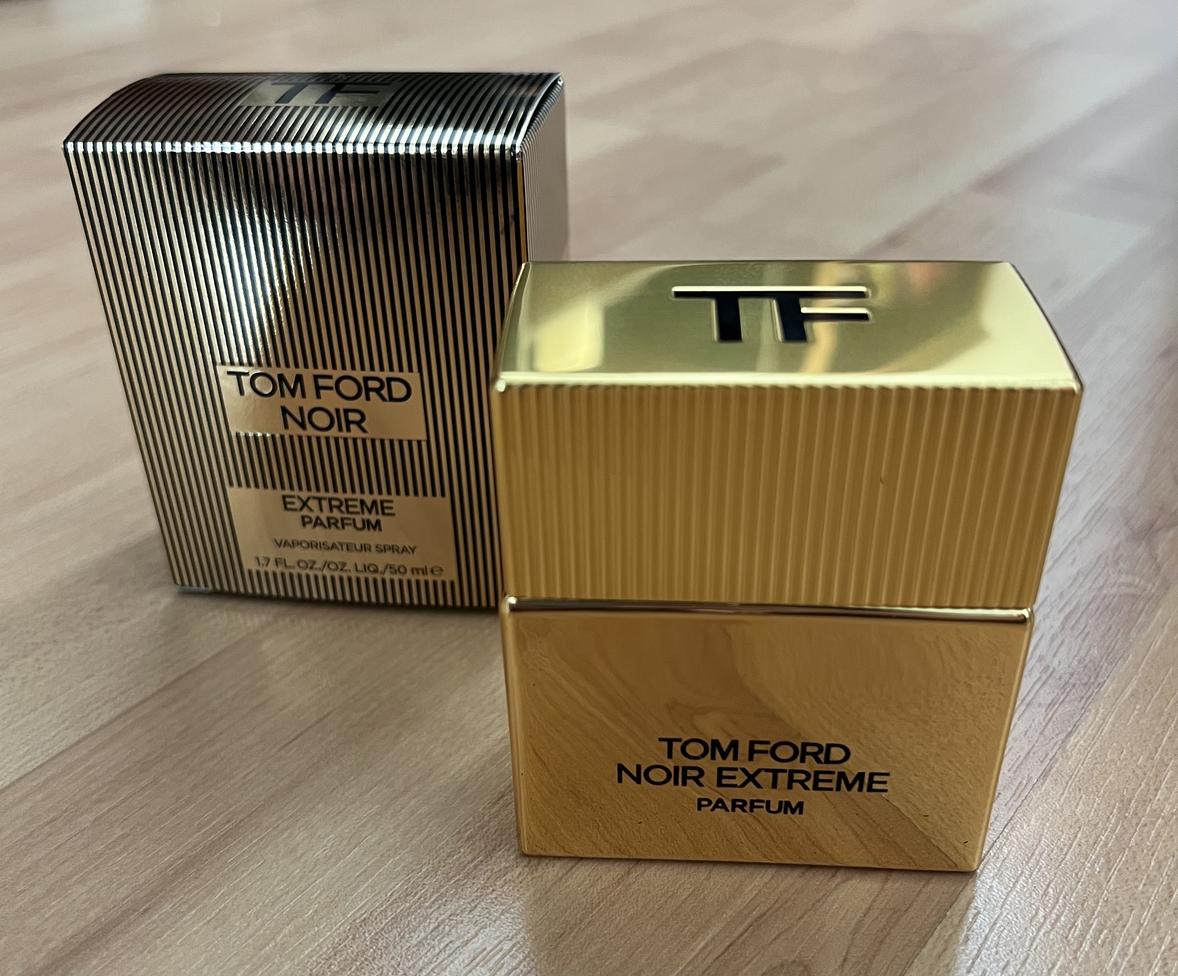 TF
TOM FORD
NOIR
EXTREME
PARFUM
VAPORISATEUR SPRAY
1.7 FL.OZ./OZ. LIQ./50 ml ℮
TF
TOM FORD
NOIR EXTREME
PARFUM